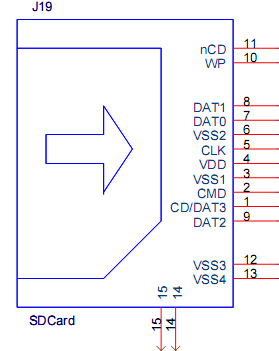 J19
nCD 11
WP 10
DAT1 8
DAT0 7
VSS2 6
CLK 5
VDD 4
VSS1 3
CMD 2
CD/DAT3 1
DAT2 9
VSS3 12
VSS4 13
15 14
SDCard
15 14